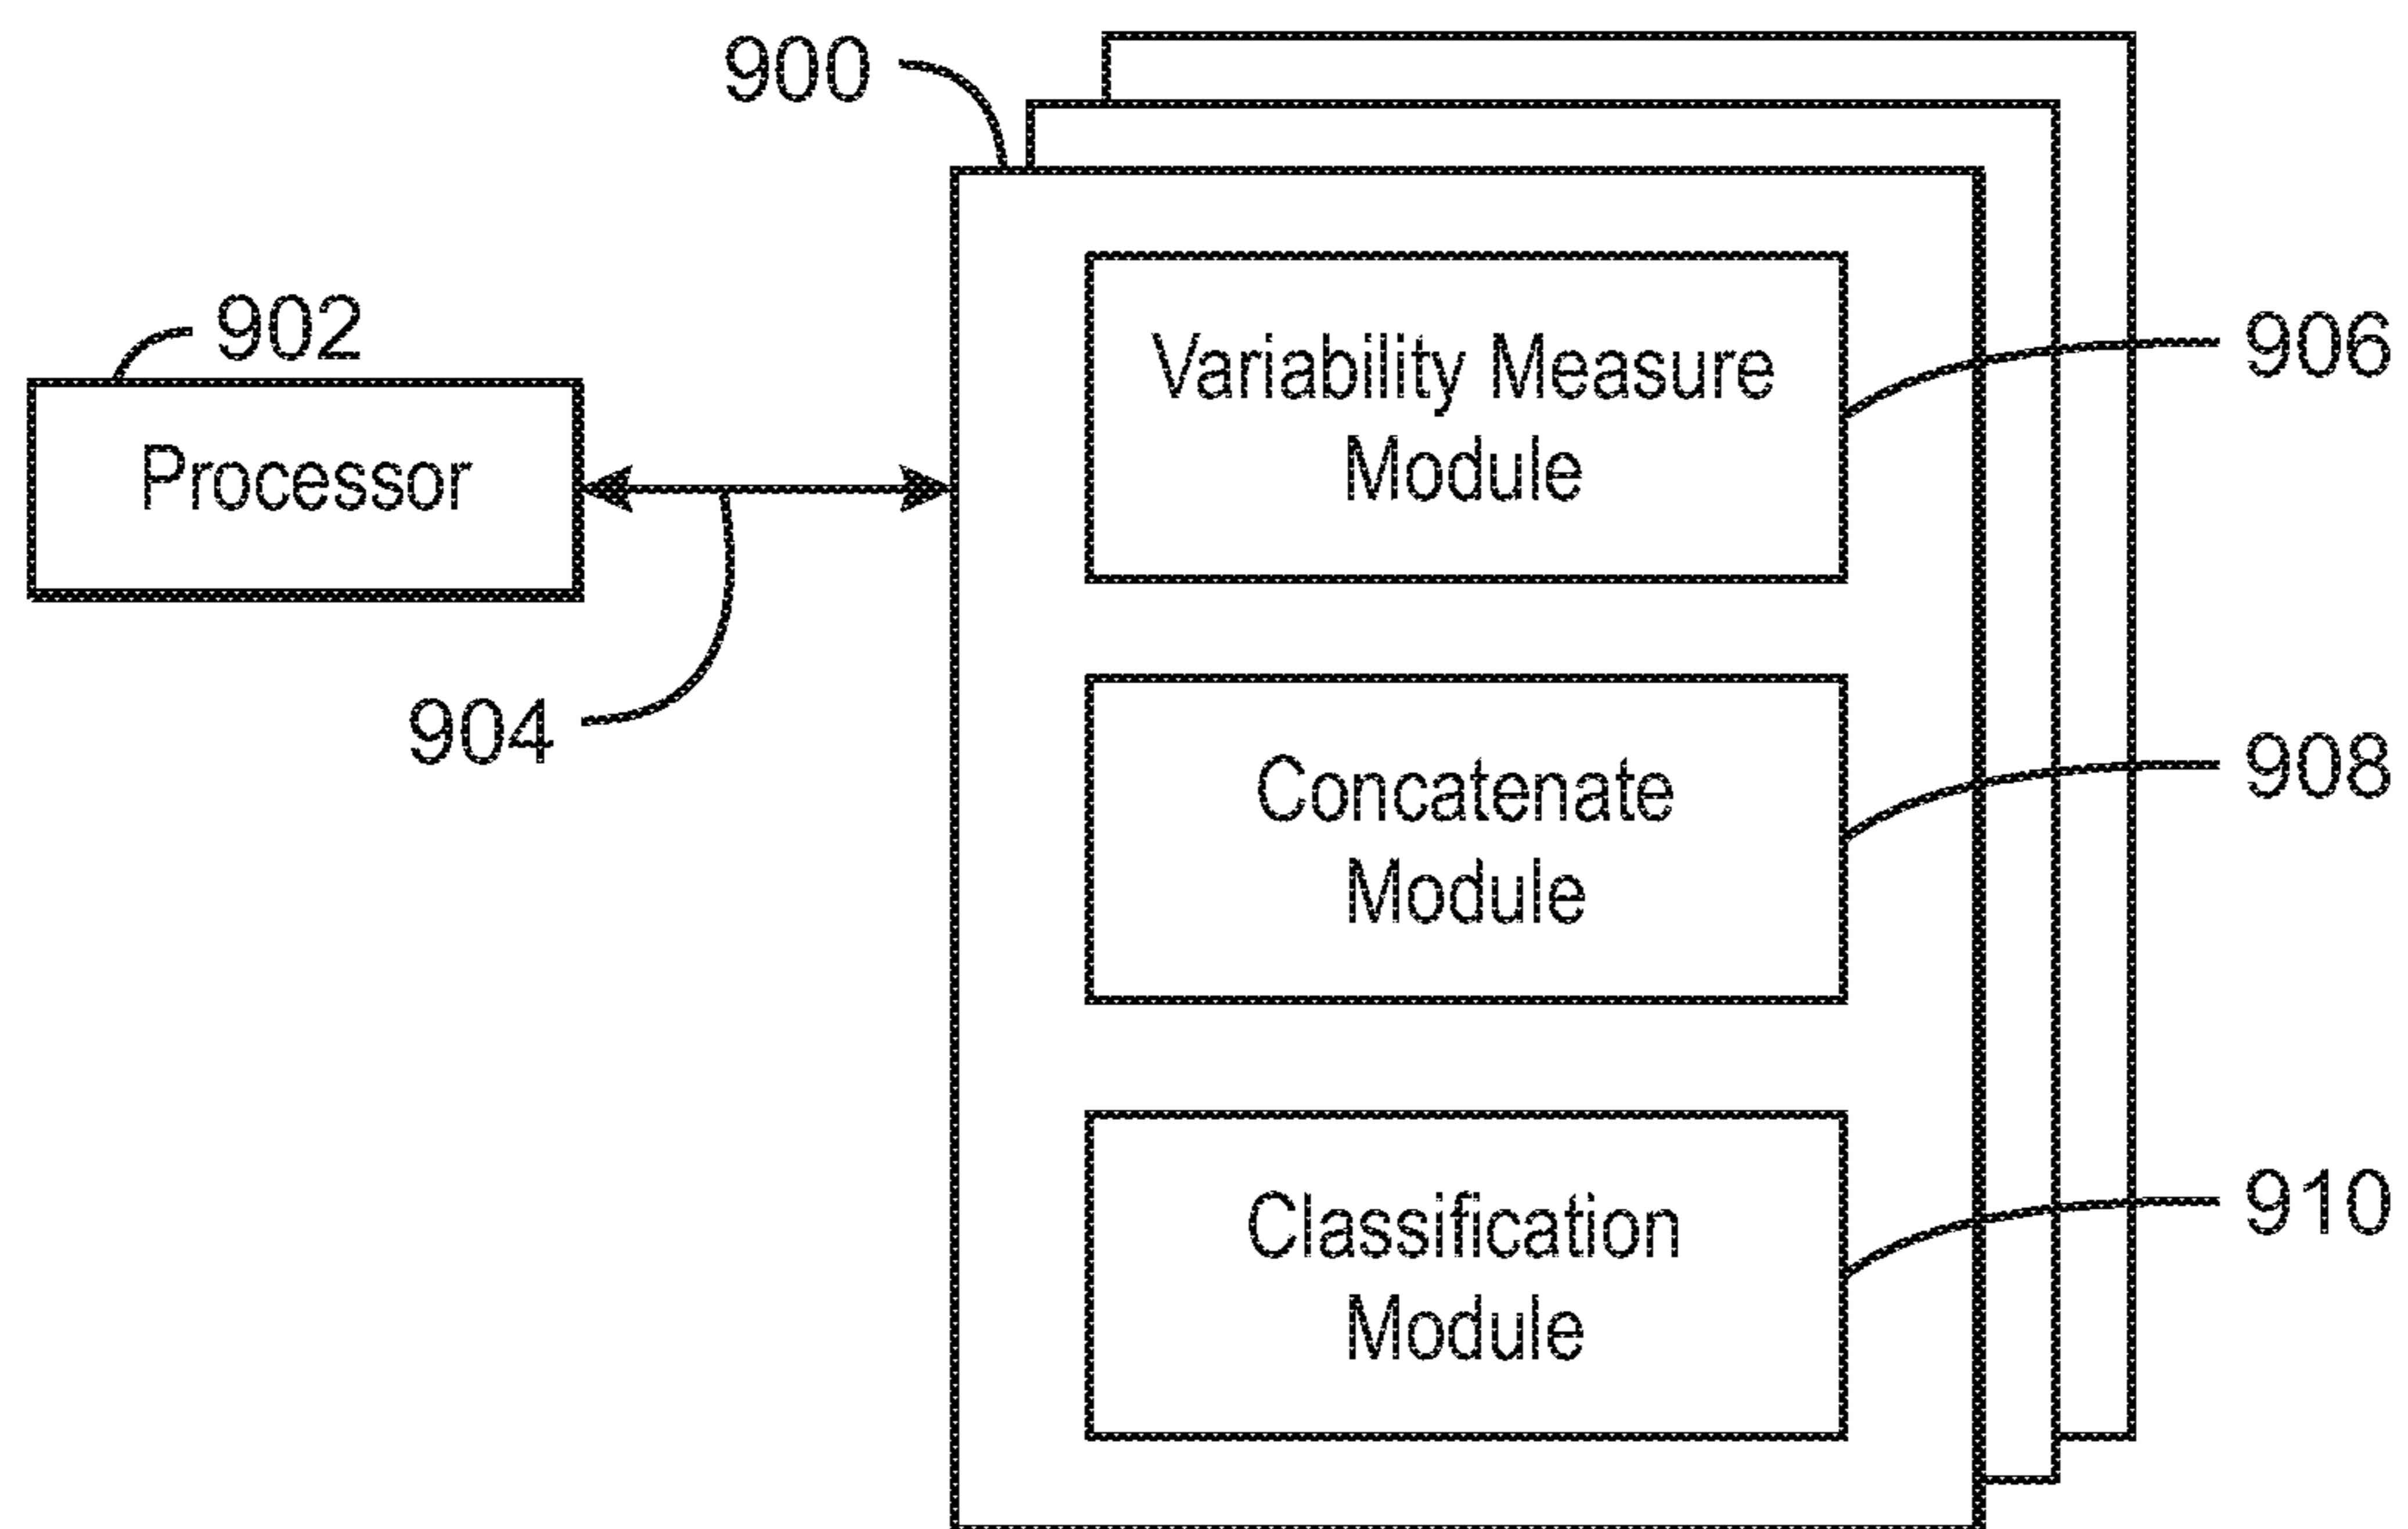 900
902
Processor
904
Variability Measure
Module
906
Concatenate
Module
908
Classification
Module
910